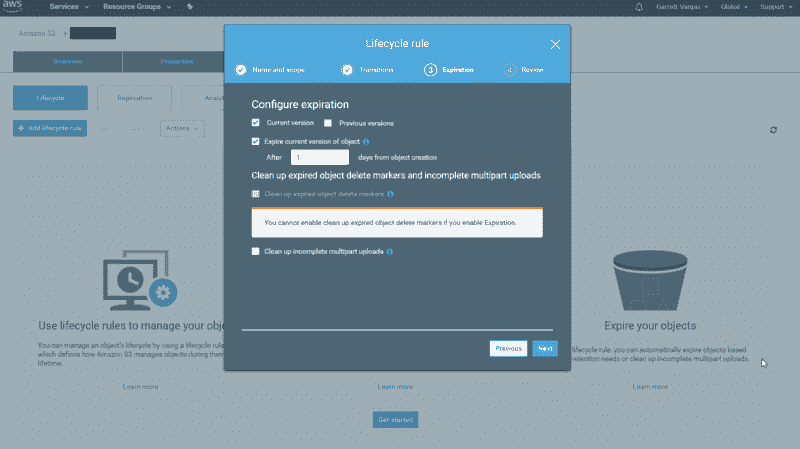 aws
Services
Resource Groups
Garrett Vargas
Global
Support
Amazon S3
Overview
Properties
Lifecycle
Replication
+ Add lifecycle rule
Actions
Lifecycle rule
Name and scope
Transitions
3 Expiration
4 Review
Configure expiration
Current version
Previous versions
Expire current version of object
After 1 days from object creation
Clean up expired object delete markers and incomplete multipart uploads
Clean up expired object delete markers
You cannot enable clean up expired object delete markers if you enable Expiration.
Clean up incomplete multipart uploads
Previous
Next
Use lifecycle rules to manage your
You can manage an object's lifecycle by using a lifecycle
which defines how Amazon S3 manages objects during
lifetime.
Learn more
Learn more
Get started
Expire your objects
lifecycle rule, you can automatically expire objects based
retention needs or clean up incomplete multipart uploads.
Learn more